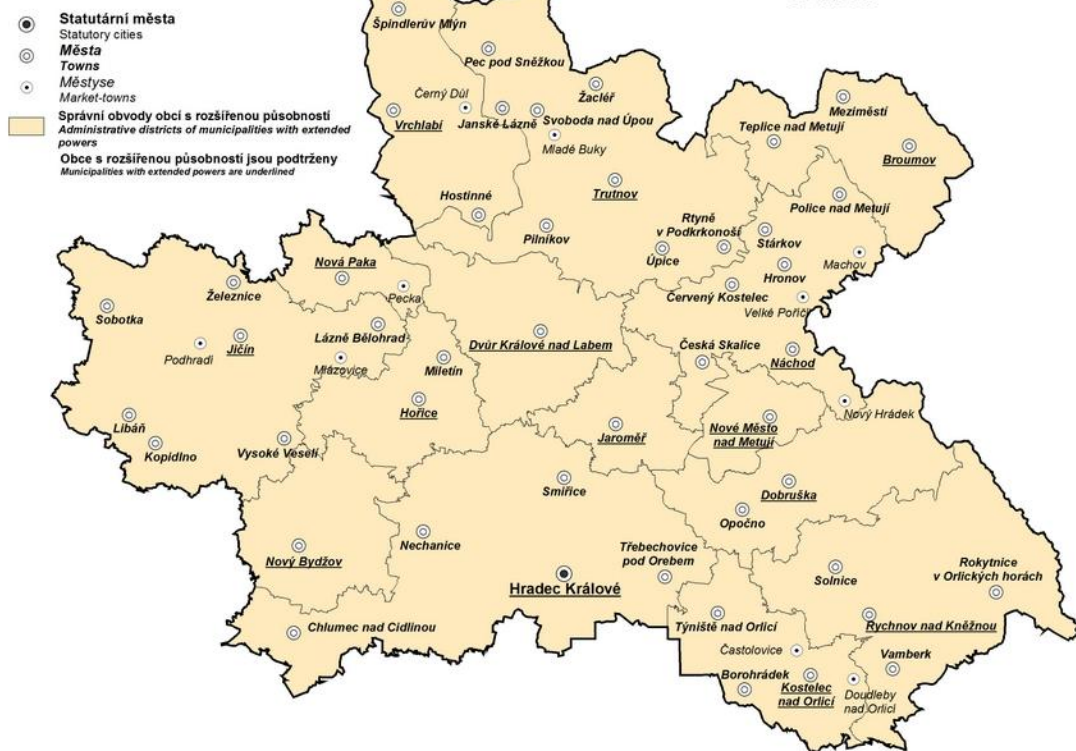 Statutární města
Statutory cities
Města
Towns
Městyse
Market-towns
Správní obvody obcí s rozšířenou působností
Administrative districts of municipalities with extended
powers
Obce s rozšířenou působností jsou podtrženy
Municipalities with extended powers are underlined
Špindlerův Mlýn
Pec pod Sněžkou
Černý Důl
Žacléř
Vrchlabí
Janské Lázně
Svoboda nad Úpou
Mladé Buky
Meziměstí
Teplice nad Metují
Broumov
Trutnov
Hostinné
Police nad Metují
Pilníkov
Rtyně
v Podkrkonoší
Stárkov
Úpice
Machov
Hronov
Nová Paka
Pecka
Železnice
Červený Kostelec
Velké Poříčí
Sobotka
Lázně Bělohrad
Podhradí
Jičín
Mlázovice
Miletín
Dvůr Králové nad Labem
Česká Skalice
Náchod
Hořice
Nový Hrádek
Libáň
Jaroměř
Nové Město
nad Metují
Kopidlno
Vysoké Veselí
Smiřice
Dobruška
Opočno
Nechanice
Nový Bydžov
Třebechovice
pod Orebem
Solnice
Rokytnice
v Orlických horách
Hradec Králové
Chlumec nad Cidlinou
Týniště nad Orlicí
Rychnov nad Kněžnou
Častolovice
Vamberk
Borohrádek
Kostelec
nad Orlicí
Doudleby
nad Orlicí